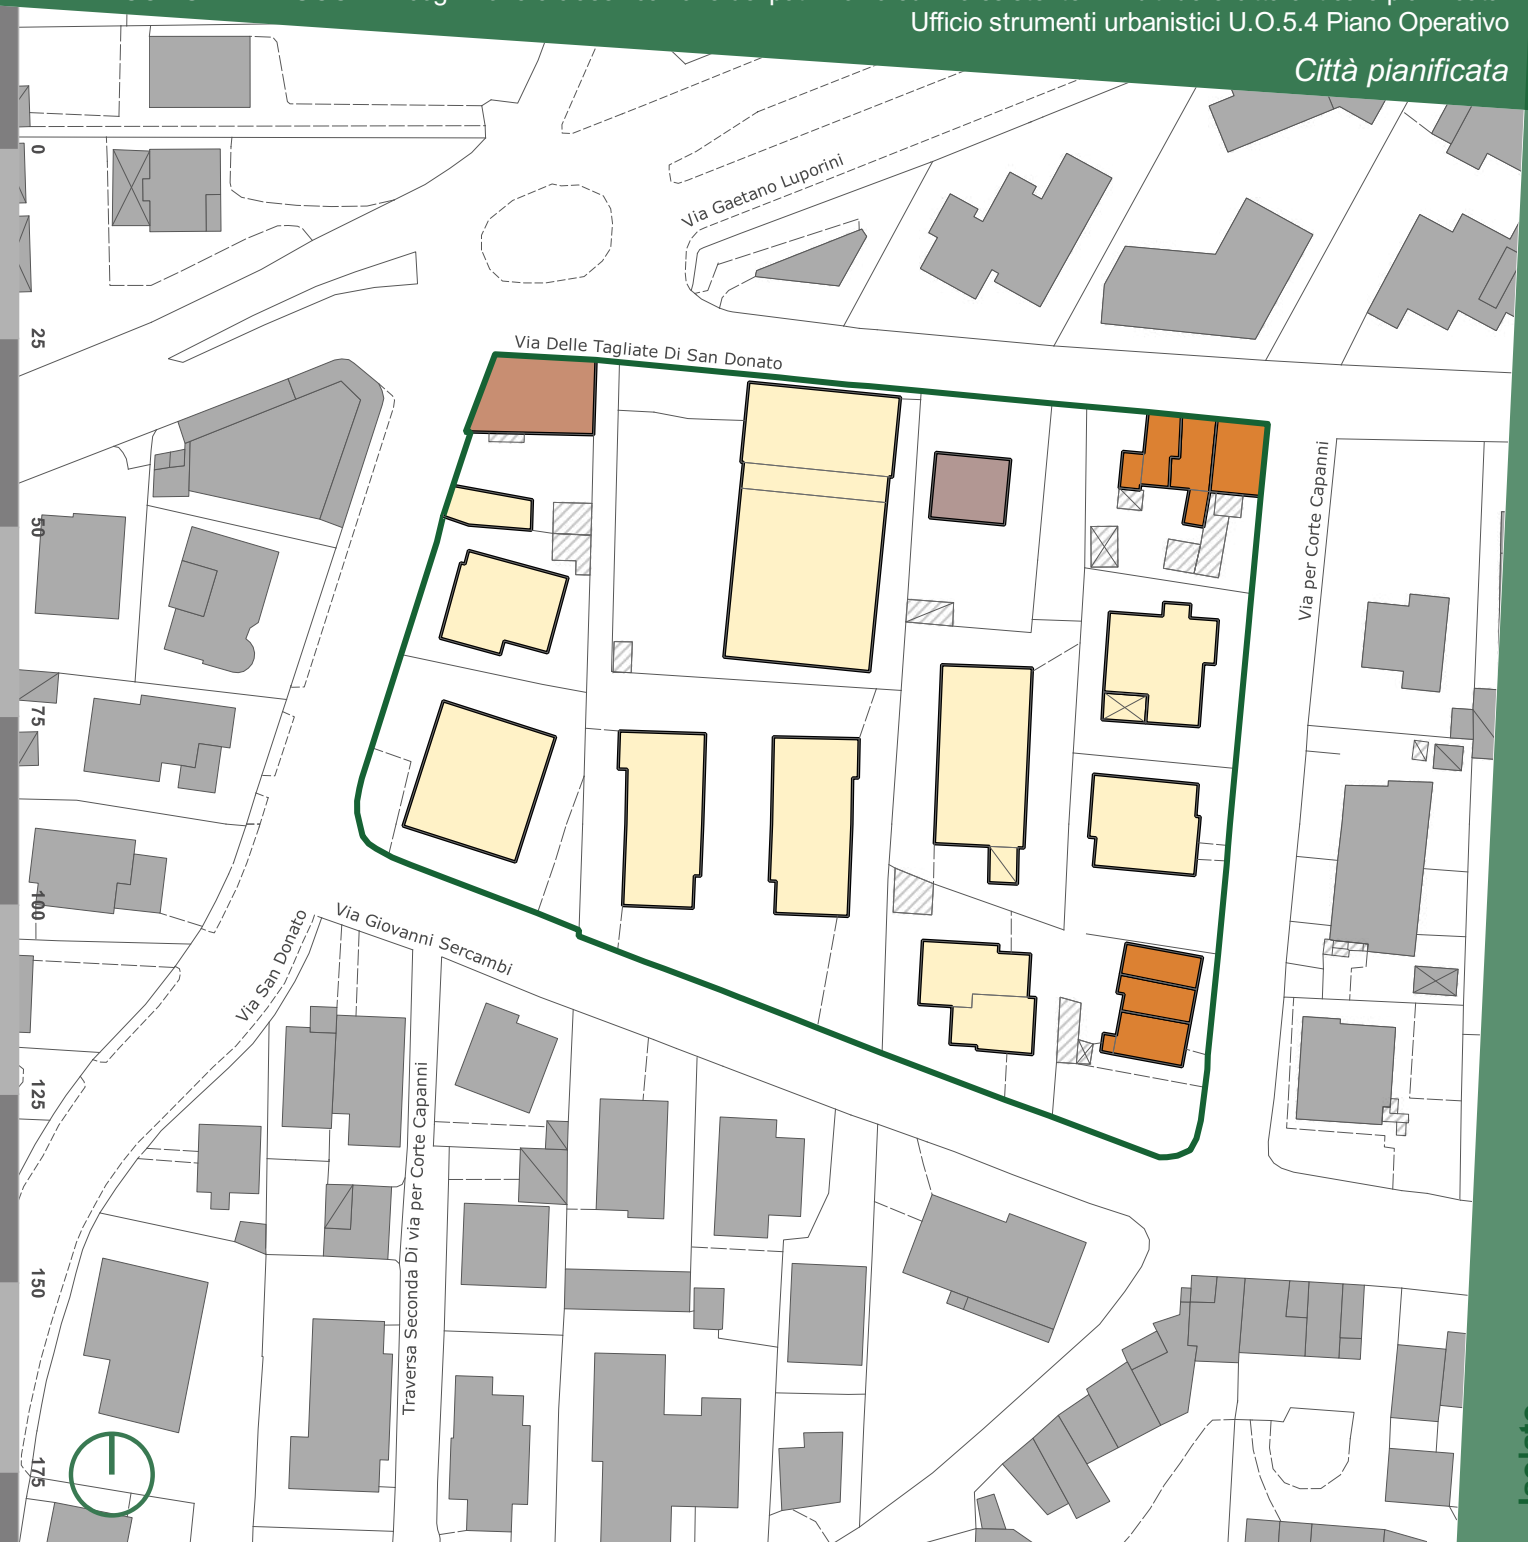 Ufficio strumenti urbanistici U.O.5.4 Piano Operativo
Città pianificata
Via Gaetano Luporini
Via Delle Tagliate Di San Donato
Via per Corte Capanni
Via Giovanni Sercambi
Via San Donato
Traversa Seconda Di via per Corte Capanni
0
25
50
75
100
125
150
175